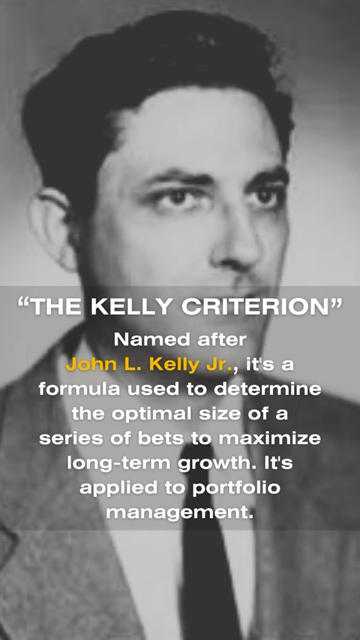 “THE KELLY CRITERION”
Named after
John L. Kelly Jr., it's a
formula used to determine
the optimal size of a
series of bets to maximize
long-term growth. It's
applied to portfolio
management.